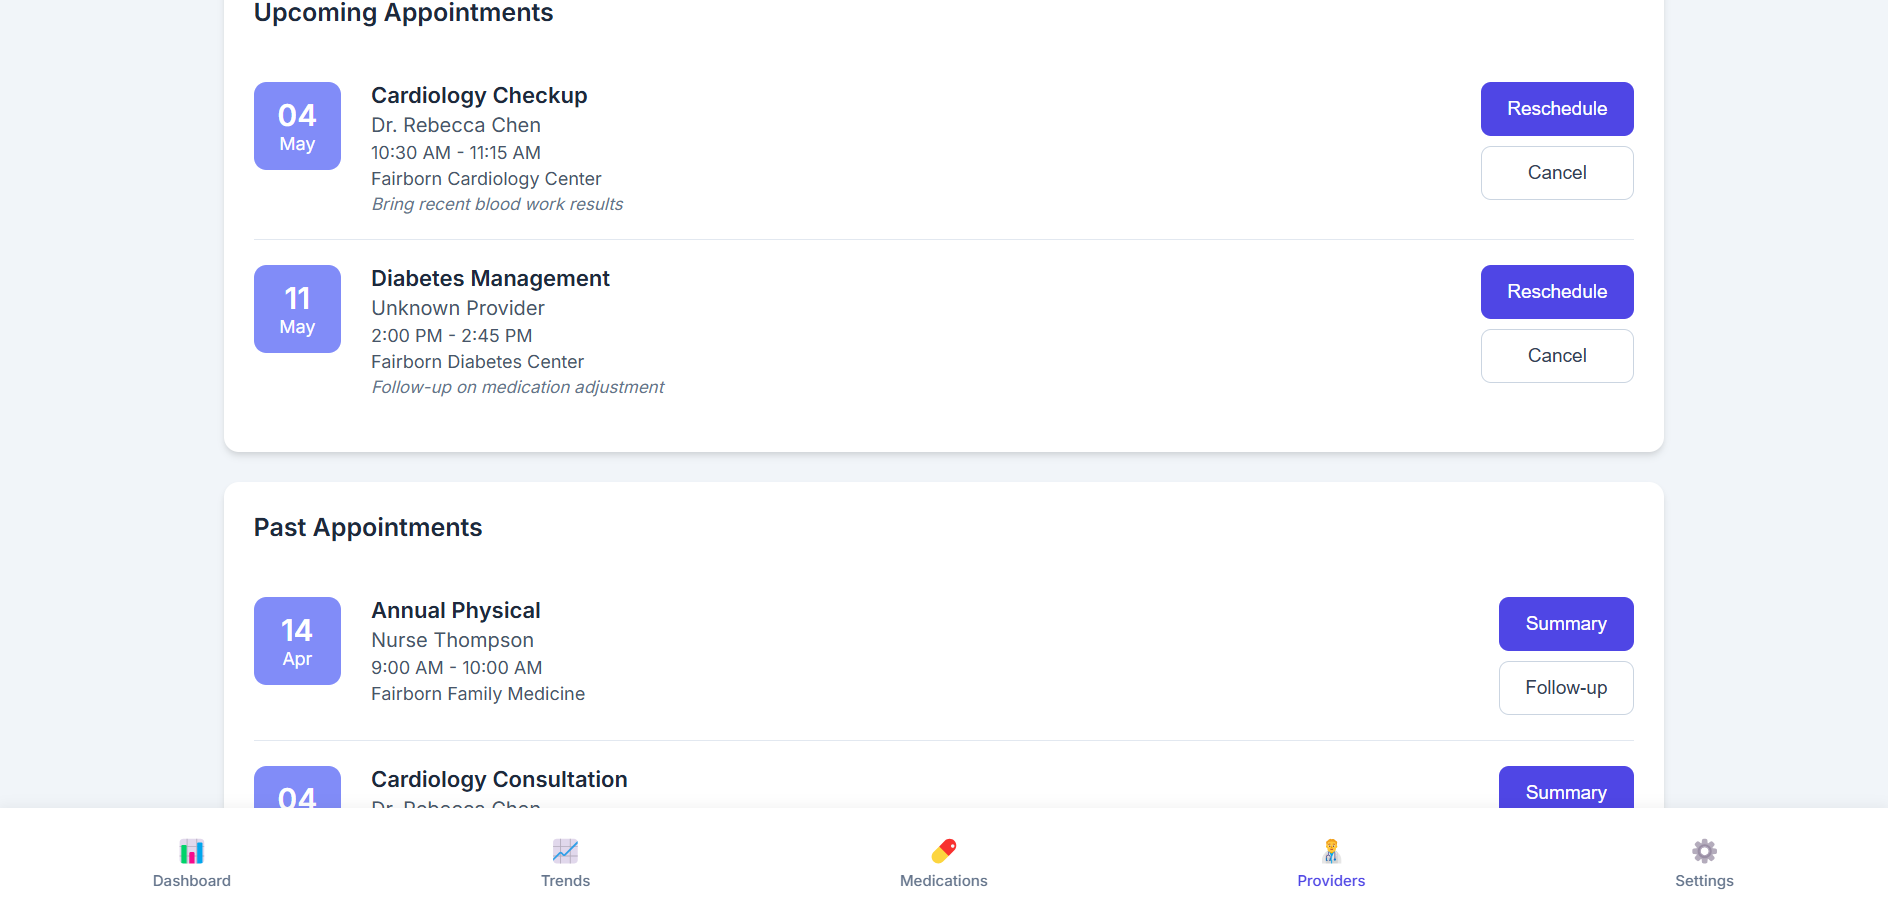 Upcoming Appointments
04
May
Cardiology Checkup
Dr. Rebecca Chen
10:30 AM - 11:15 AM
Fairborn Cardiology Center
Bring recent blood work results
Reschedule
Cancel
11
May
Diabetes Management
Unknown Provider
2:00 PM - 2:45 PM
Fairborn Diabetes Center
Follow-up on medication adjustment
Reschedule
Cancel
Past Appointments
14
Apr
Annual Physical
Nurse Thompson
9:00 AM - 10:00 AM
Fairborn Family Medicine
Summary
Follow-up
04
Cardiology Consultation
Dr. Rebecca Chen
Summary
Dashboard
Trends
Medications
Providers
Settings